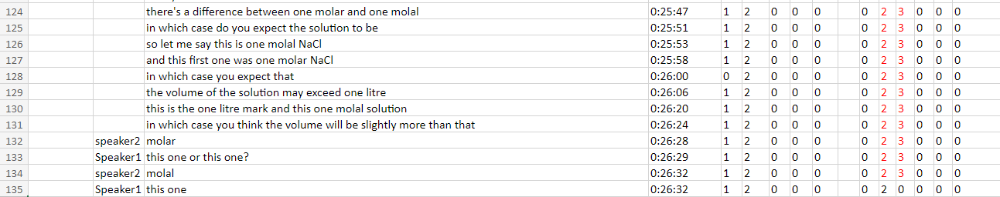 124 there's a difference between one molar and one molal 0:25:47 1 2 0 0 0 0 2 3 0 0 0
125 in which case do you expect the solution to be 0:25:51 1 2 0 0 0 0 2 3 0 0 0
126 so let me say this is one molal NaCl 0:25:53 1 2 0 0 0 0 2 3 0 0 0
127 and this first one was one molar NaCl 0:25:58 1 2 0 0 0 0 2 3 0 0 0
128 in which case you expect that 0:26:00 0 2 0 0 0 0 2 3 0 0 0
129 the volume of the solution may exceed one litre 0:26:06 1 2 0 0 0 0 2 3 0 0 0
130 this is the one litre mark and this one molal solution 0:26:20 1 2 0 0 0 0 2 3 0 0 0
131 in which case you think the volume will be slightly more than that 0:26:24 1 2 0 0 0 0 2 3 0 0 0
132 speaker2 molar 0:26:28 1 2 0 0 0 0 2 3 0 0 0
133 Speaker1 this one or this one? 0:26:29 1 2 0 0 0 0 2 3 0 0 0
134 speaker2 molal 0:26:32 1 2 0 0 0 0 2 3 0 0 0
135 Speaker1 this one 0:26:32 1 2 0 0 0 0 2 0 0 0 0